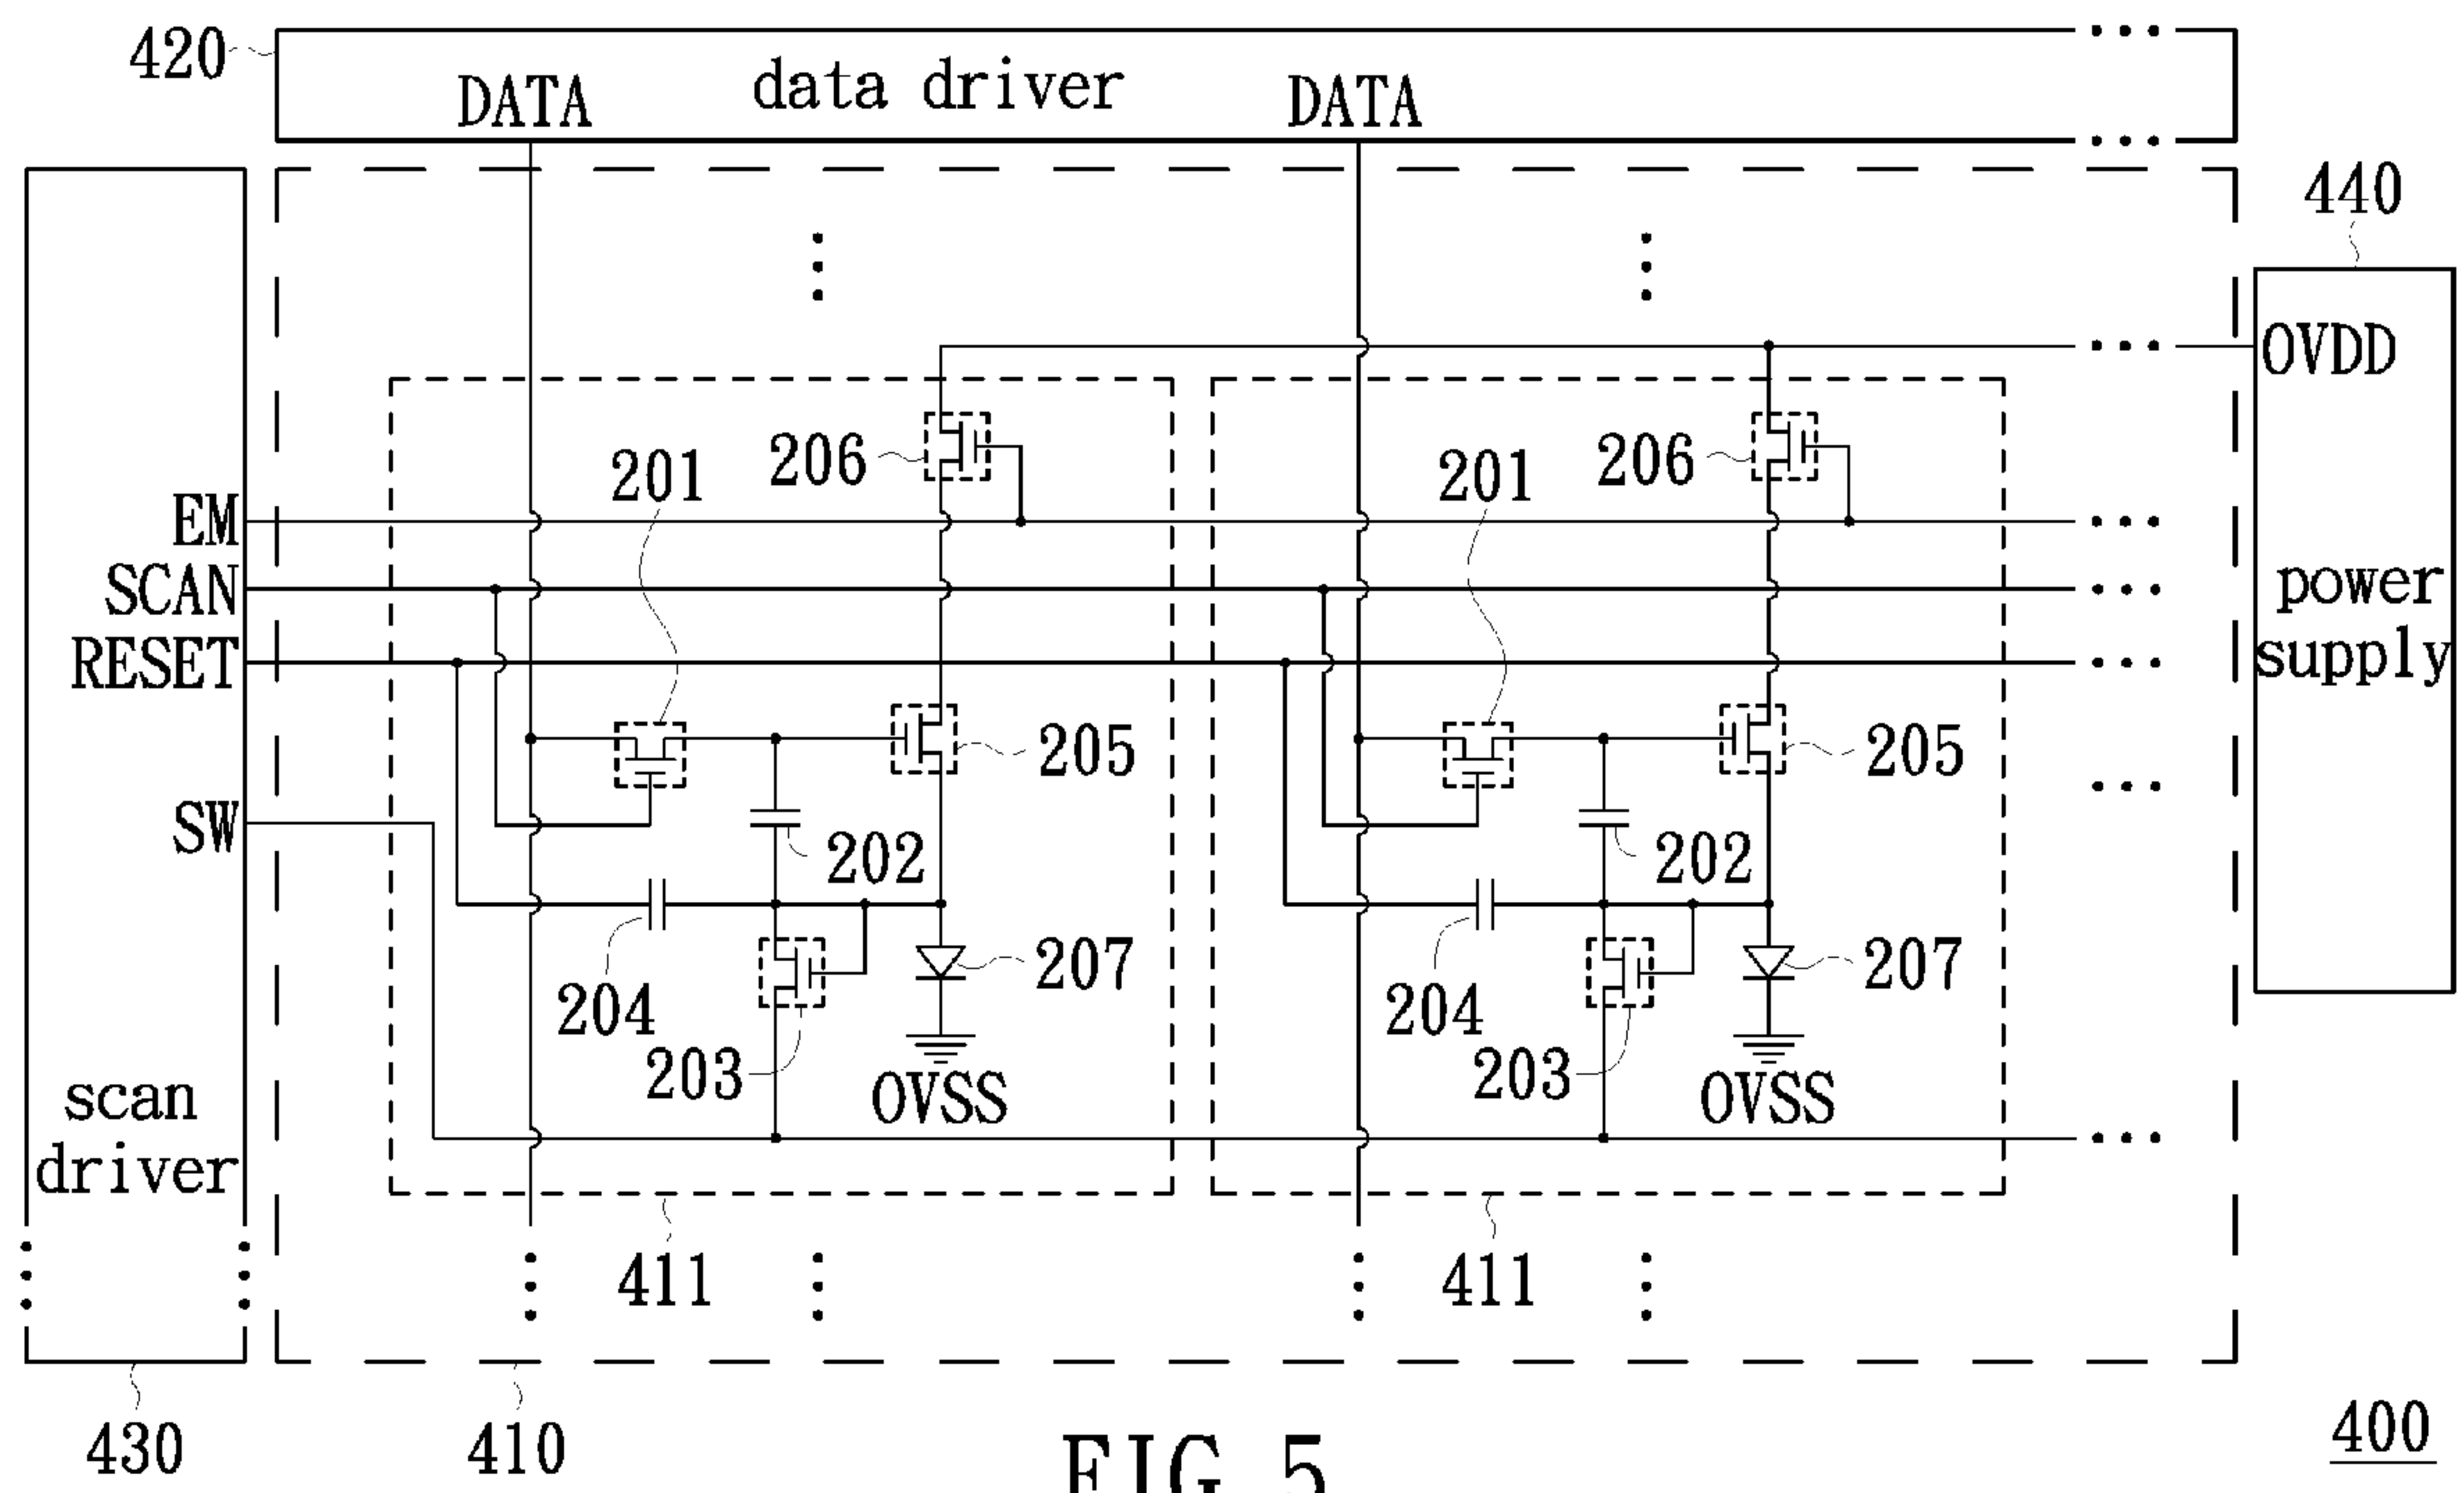 420
DATA data driver DATA
440
OVDD
206 206
201 201
EM
SCAN
RESET
power
supply
205 205
SW
202 202
204 207 204 207
203 203
OVSS OVSS
scan
driver
411 411
430 410
400
FIG. 5